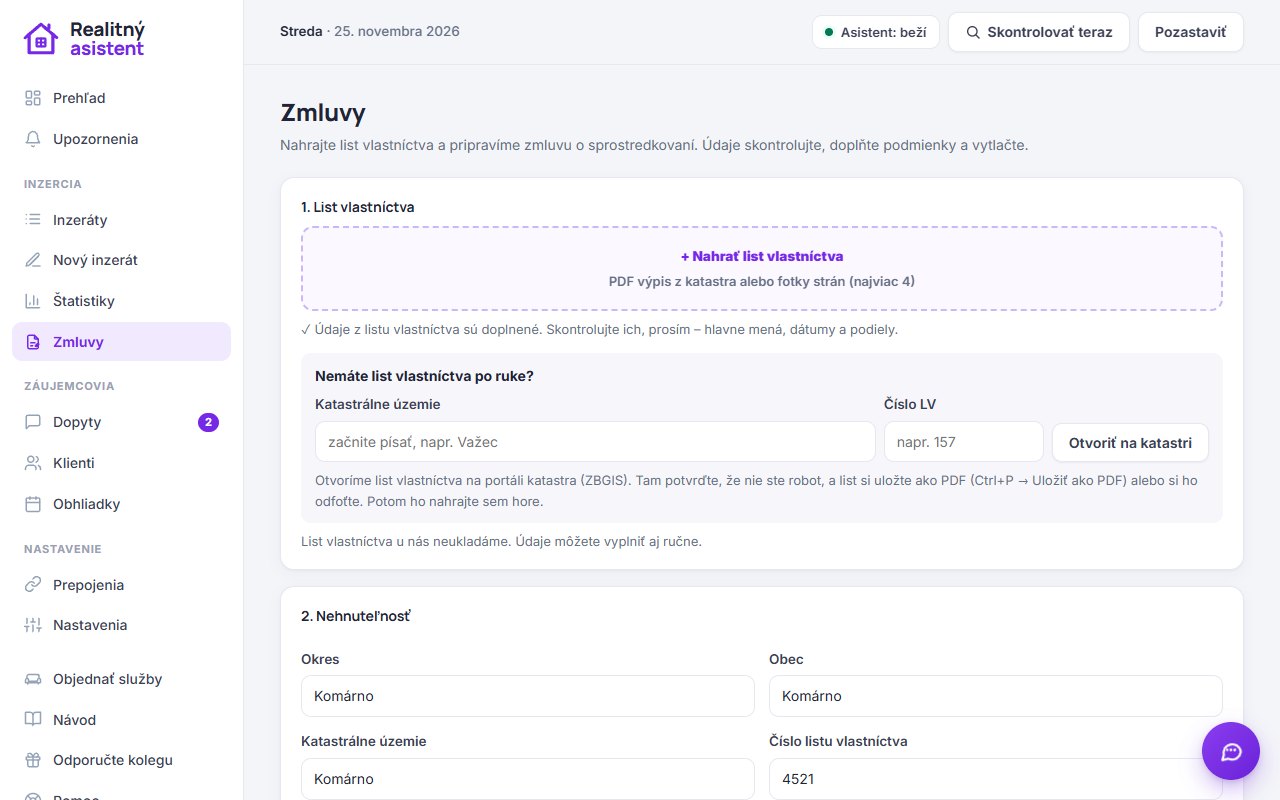 Realitný
asistent
Streda · 25. novembra 2026
Asistent: beží
Skontrolovať teraz
Pozastaviť
Prehľad
Upozornenia
INZERCIA
Inzeráty
Nový inzerát
Štatistiky
Zmluvy
ZÁUJEMCOVIA
Dopyty
2
Klienti
Obhliadky
NASTAVENIE
Prepojenia
Nastavenia
Objednať služby
Návod
Odporučte kolegu
Pomoc
Zmluvy
Nahrajte list vlastníctva a pripravíme zmluvu o sprostredkovaní. Údaje skontrolujte, doplňte podmienky a vytlačte.
1. List vlastníctva
+ Nahrať list vlastníctva
PDF výpis z katastra alebo fotky strán (najviac 4)
✓ Údaje z listu vlastníctva sú doplnené. Skontrolujte ich, prosím – hlavne mená, dátumy a podiely.
Nemáte list vlastníctva po ruke?
Katastrálne územie
Číslo LV
začnite písať, napr. Važec
napr. 157
Otvoriť na katastri
Otvoríme list vlastníctva na portáli katastra (ZBGIS). Tam potvrďte, že nie ste robot, a list si uložte ako PDF (Ctrl+P → Uložiť ako PDF) alebo si ho
odfoťte. Potom ho nahrajte sem hore.
List vlastníctva u nás neukladáme. Údaje môžete vyplniť aj ručne.
2. Nehnuteľnosť
Okres
Obec
Komárno
Komárno
Katastrálne územie
Číslo listu vlastníctva
Komárno
4521